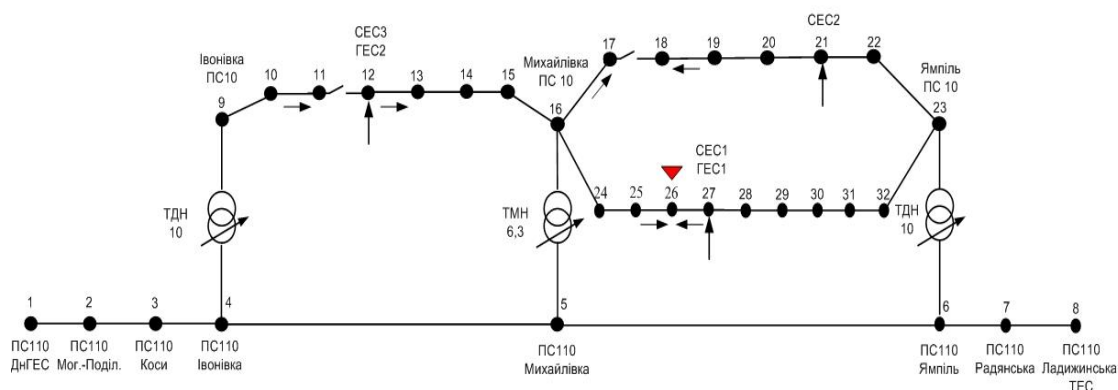 СЕС3
ГЕС2
Івонівка
ПС10
9
10
11
12
13
14
15
Михайлівка
ПС 10
16
17
18
19
20
СЕС2
21
22
Ямпіль
ПС 10
23
СЕС1
ГЕС1
24
25
26
27
28
29
30
31
32
ТДН
10
ТМН
6,3
ТДН
10
1
2
3
4
5
6
7
8
ПС110
ДнГЕС
ПС110
Мог.-Поділ.
ПС110
Коси
ПС110
Івонівка
ПС110
Михайлівка
ПС110
Ямпіль
ПС110
Радянська
ПС110
Ладижинська
ТЕС